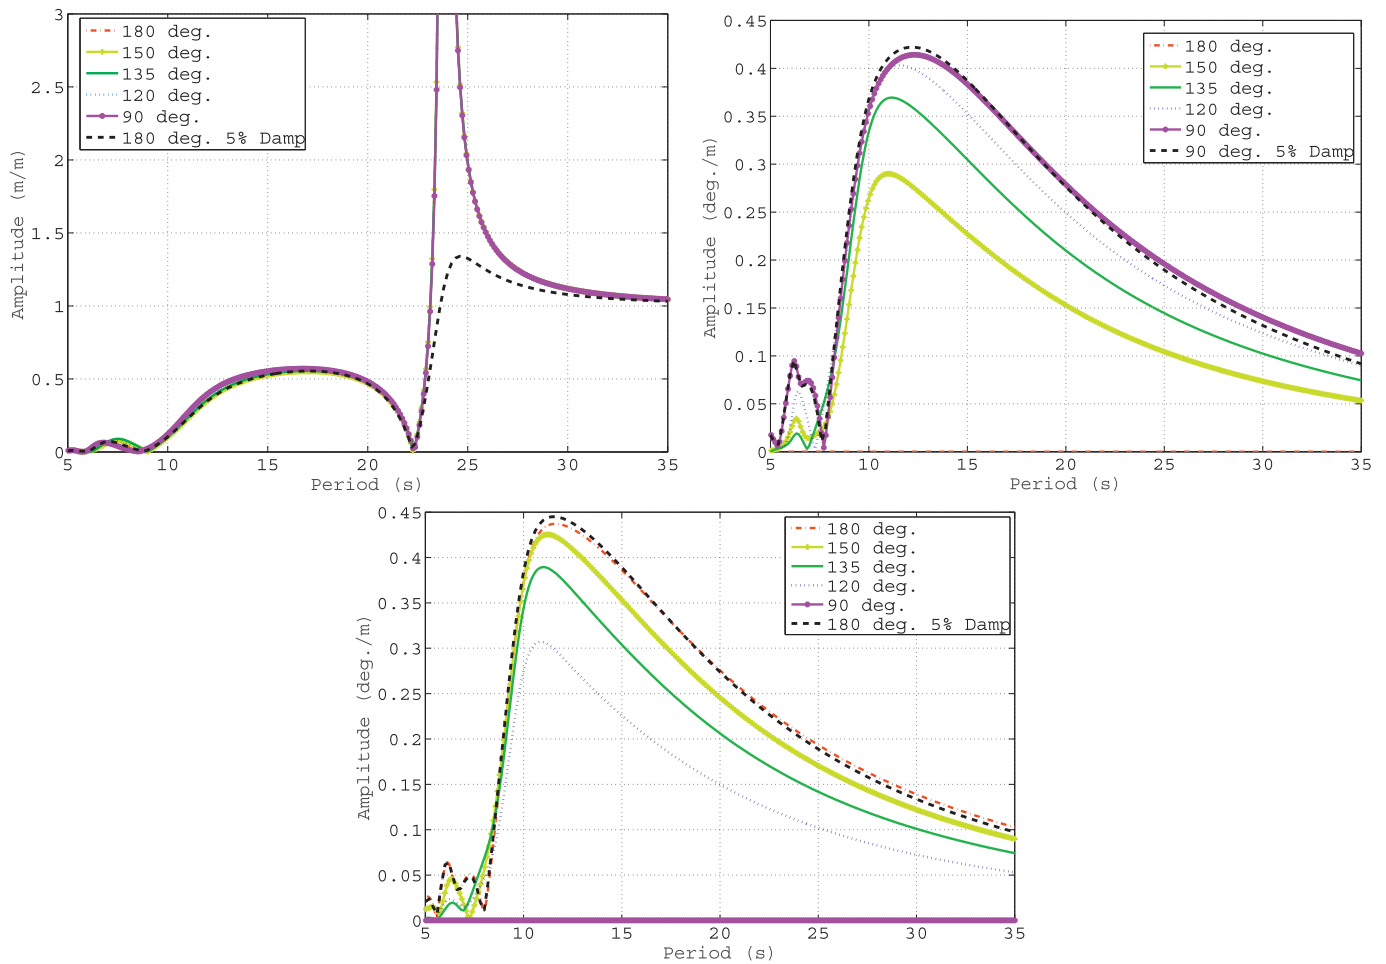 Amplitude (m/m)
3
2.5
2
1.5
1
0.5
0
180 deg.
150 deg.
135 deg.
120 deg.
90 deg.
180 deg. 5% Damp
5 10 15 20 25 30 35
Period (s)
Amplitude (deg./m)
0.45
0.4
0.35
0.3
0.25
0.2
0.15
0.1
0.05
0
180 deg.
150 deg.
135 deg.
120 deg.
90 deg.
90 deg. 5% Damp
5 10 15 20 25 30 35
Period (s)
Amplitude (deg./m)
0.45
0.4
0.35
0.3
0.25
0.2
0.15
0.1
0.05
0
180 deg.
150 deg.
135 deg.
120 deg.
90 deg.
180 deg. 5% Damp
5 10 15 20 25 30 35
Period (s)